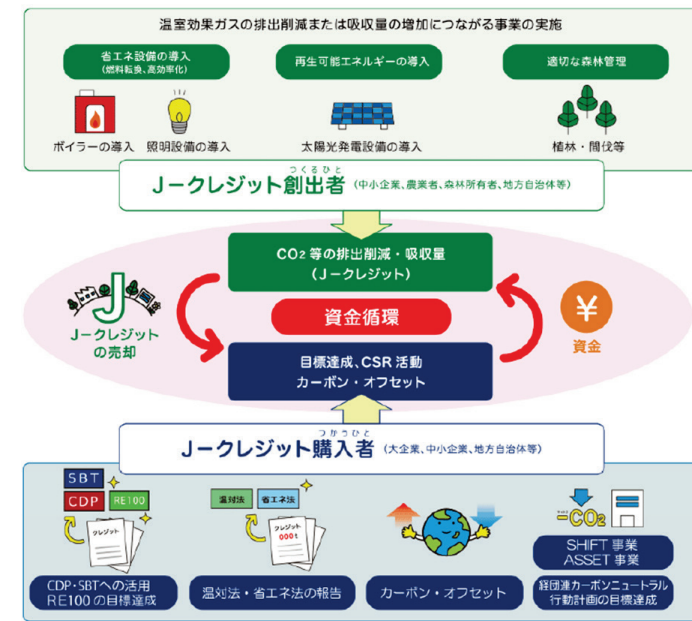 温室効果ガスの排出削減または吸収量の増加につながる事業の実施
省エネ設備の導入
(燃料転換、高効率化)
再生可能エネルギーの導入
適切な森林管理
ボイラーの導入
照明設備の導入
太陽光発電設備の導入
植林・間伐等
つくるひと
Jークレジット創出者(中小企業、農業者、森林所有者、地方自治体等)
CO2 等の排出削減・吸収量
(Jークレジット)
J
Jークレジット
の売却
資金循環
¥
資金
目標達成、CSR 活動
カーボン・オフセット
つかうひと
Jークレジット購入者(大企業、中小企業、地方自治体等)
SBT
CDP
RE100
クレジット
CDP・SBTへの活用
RE100の目標達成
温対法
省エネ法
クレジット
000t
温対法・省エネ法の報告
カーボン・オフセット
CO2
SHIFT 事業
ASSET 事業
経団連カーボンニュートラル
行動計画の目標達成